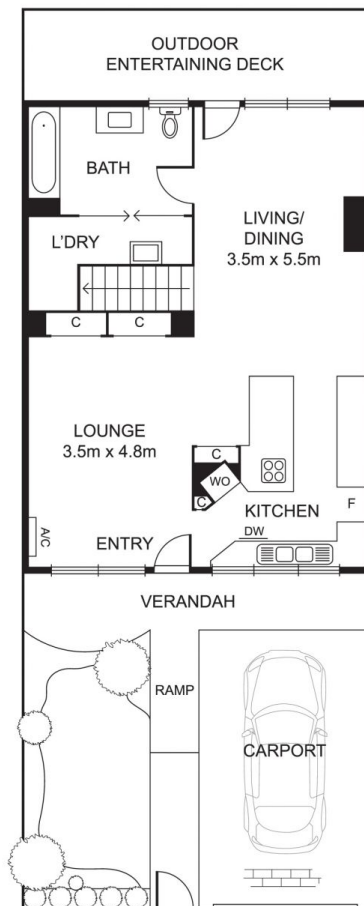 OUTDOOR
ENTERTAINING DECK
BATH
L'DRY
LIVING/
DINING
3.5m x 5.5m
C
C
LOUNGE
3.5m x 4.8m
C
WO
C
KITCHEN
F
DW
A/C
ENTRY
VERANDAH
RAMP
CARPORT